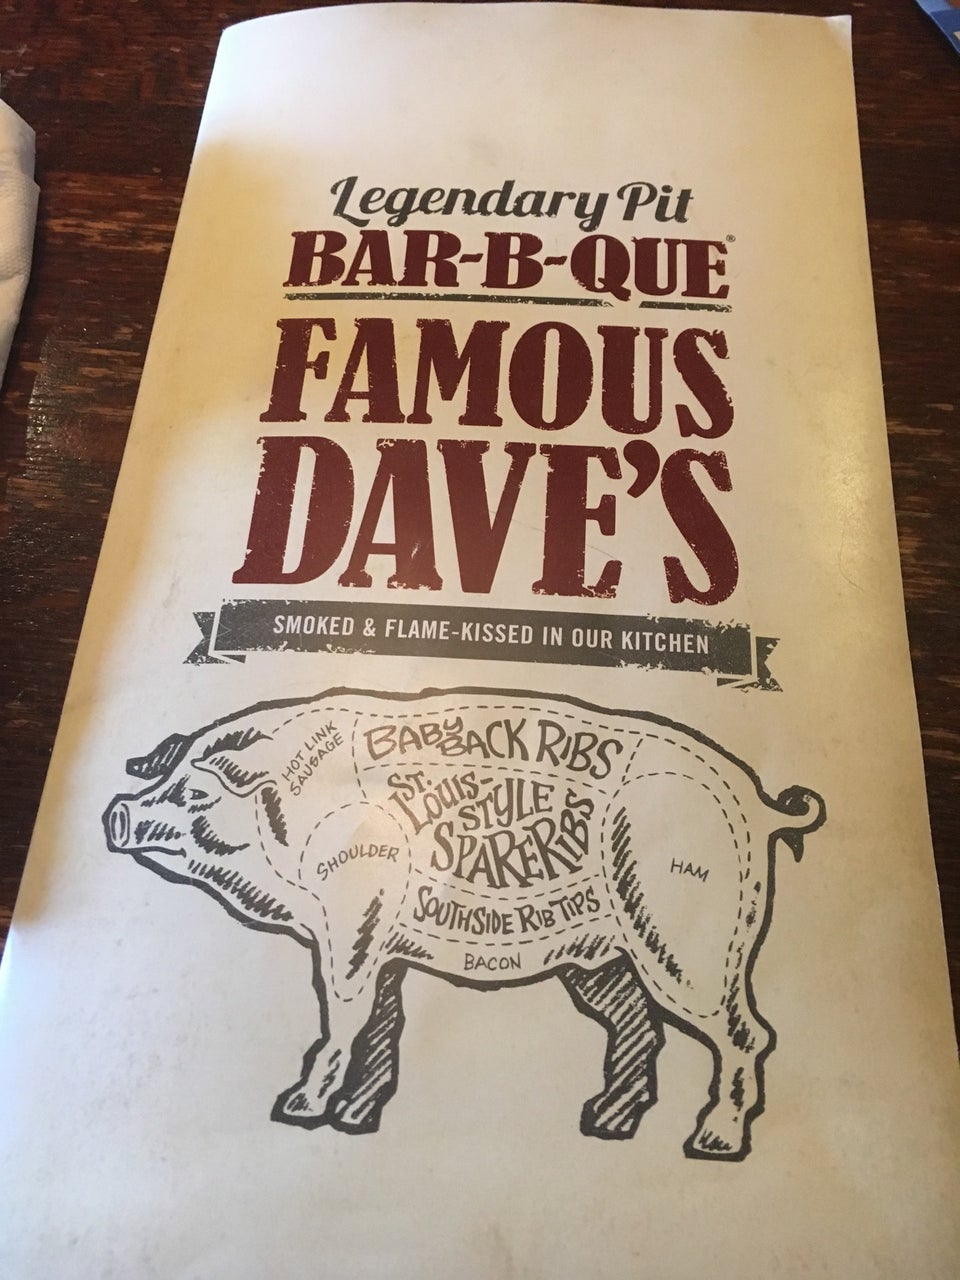 Legendary Pit
BAR-B-QUE®
FAMOUS
DAVE'S
SMOKED & FLAME-KISSED IN OUR KITCHEN
HOT LINK
SAUSAGE
BABY
BACK RIBS
ST.
LOUIS-
STYLE
SPARERIBS
SHOULDER
HAM
SOUTHSIDE RIB TIPS
BACON